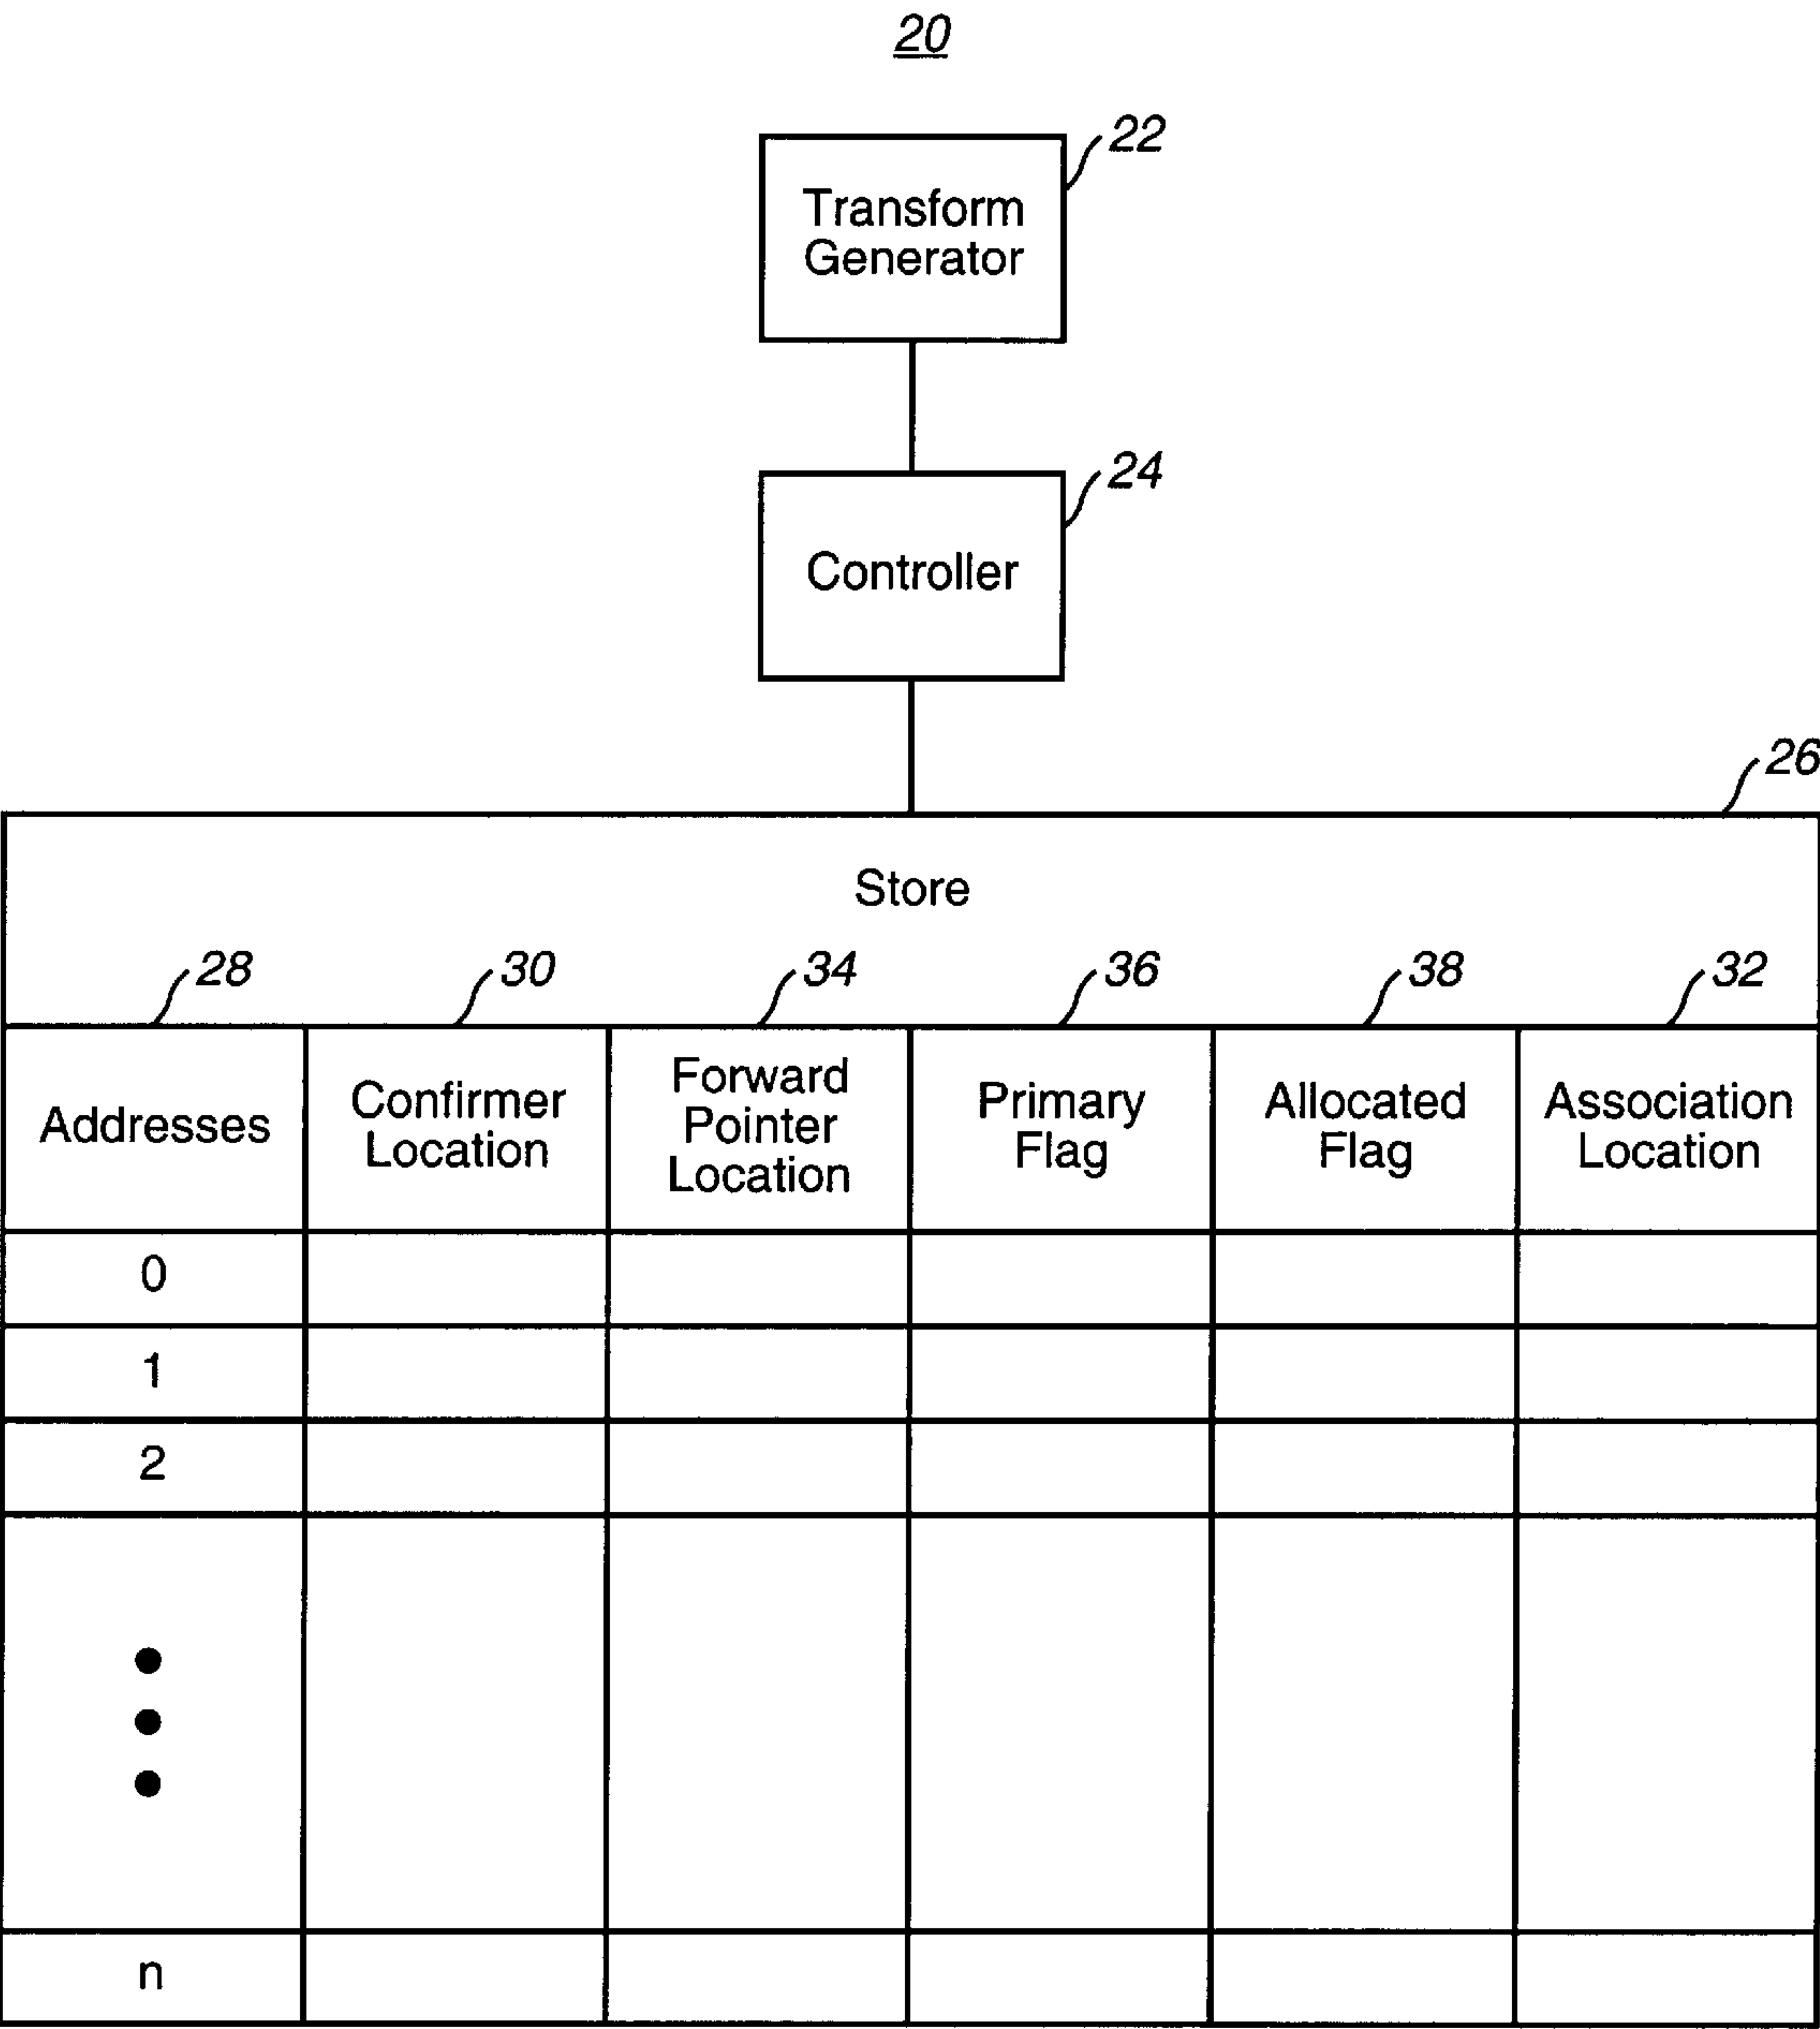 20
22
Transform
Generator
24
Controller
26
Store
28 30 34 36 38 32
Addresses
Confirmer
Location
Forward
Pointer
Location
Primary
Flag
Allocated
Flag
Association
Location
0
1
2
n